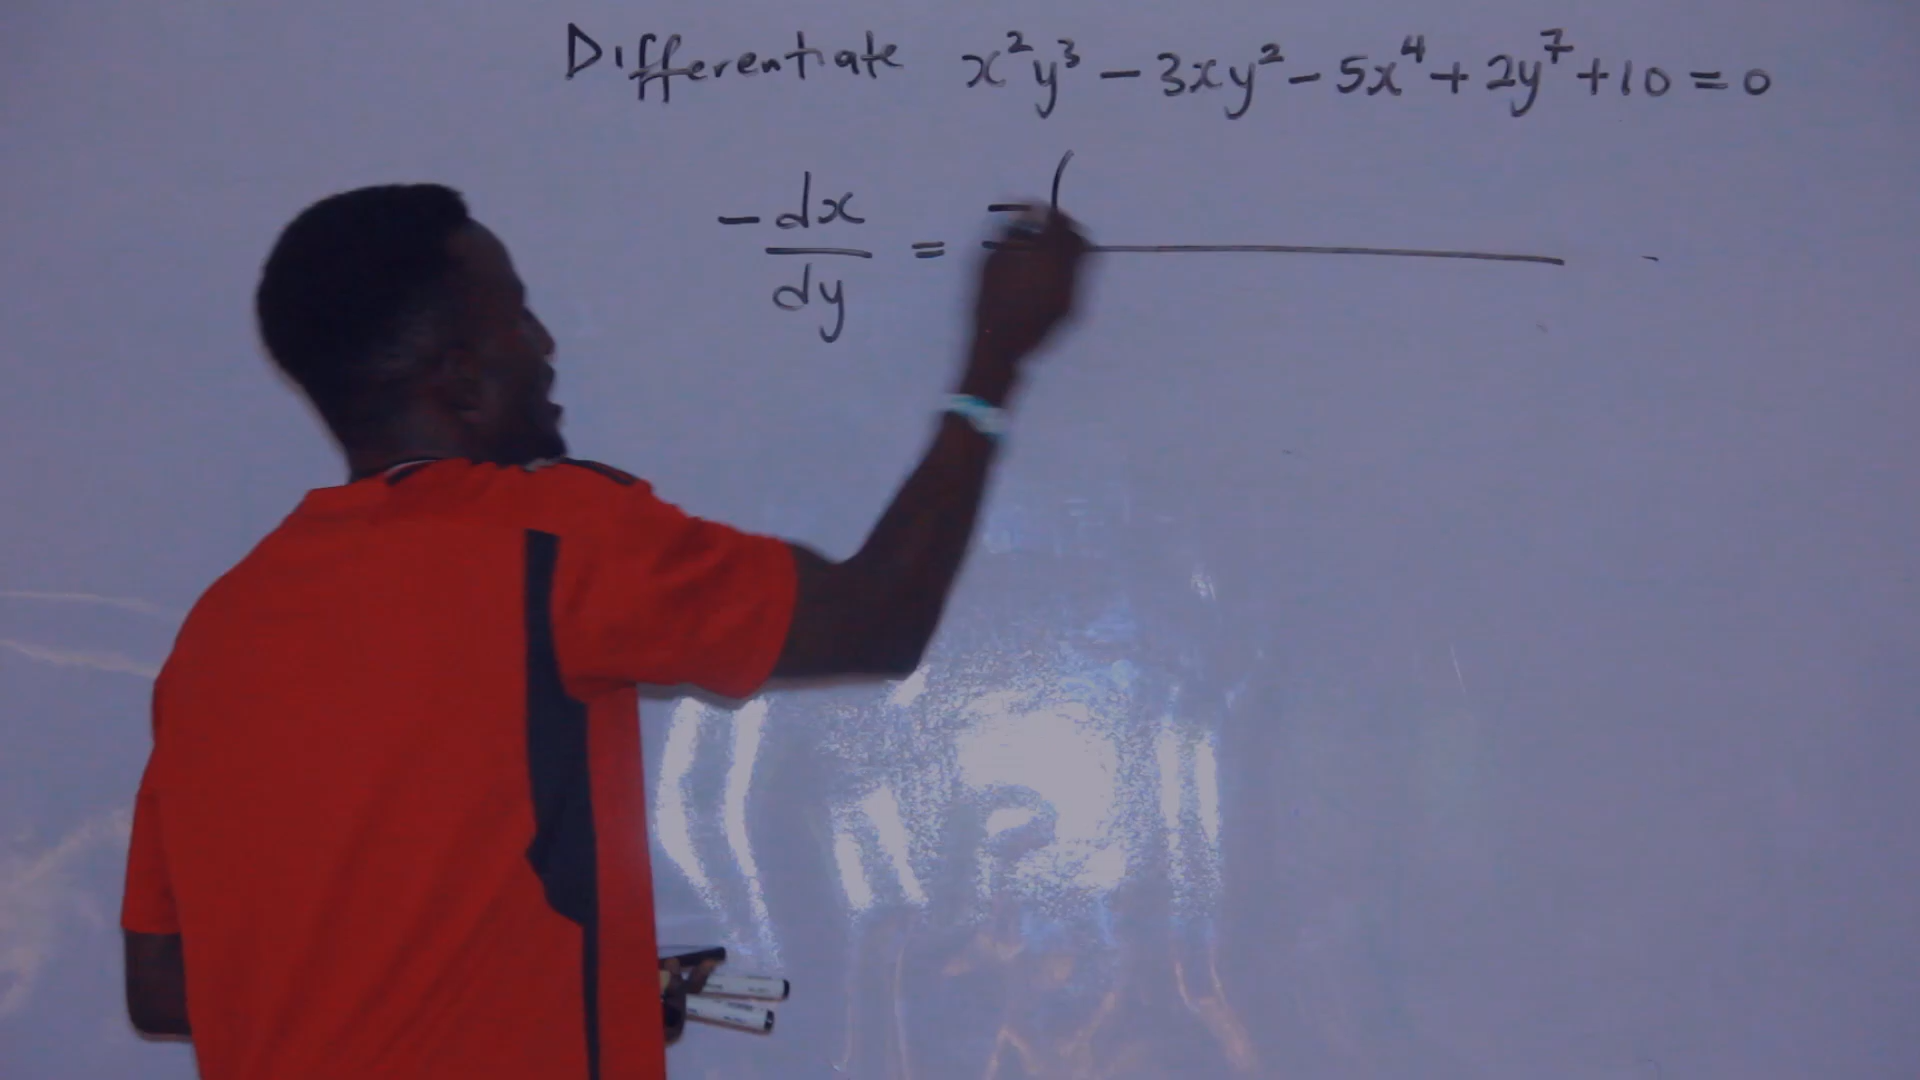 Differentiate x²y³ - 3xy² - 5x⁴ + 2y⁷ + 10 = 0
-dx/dy = -(